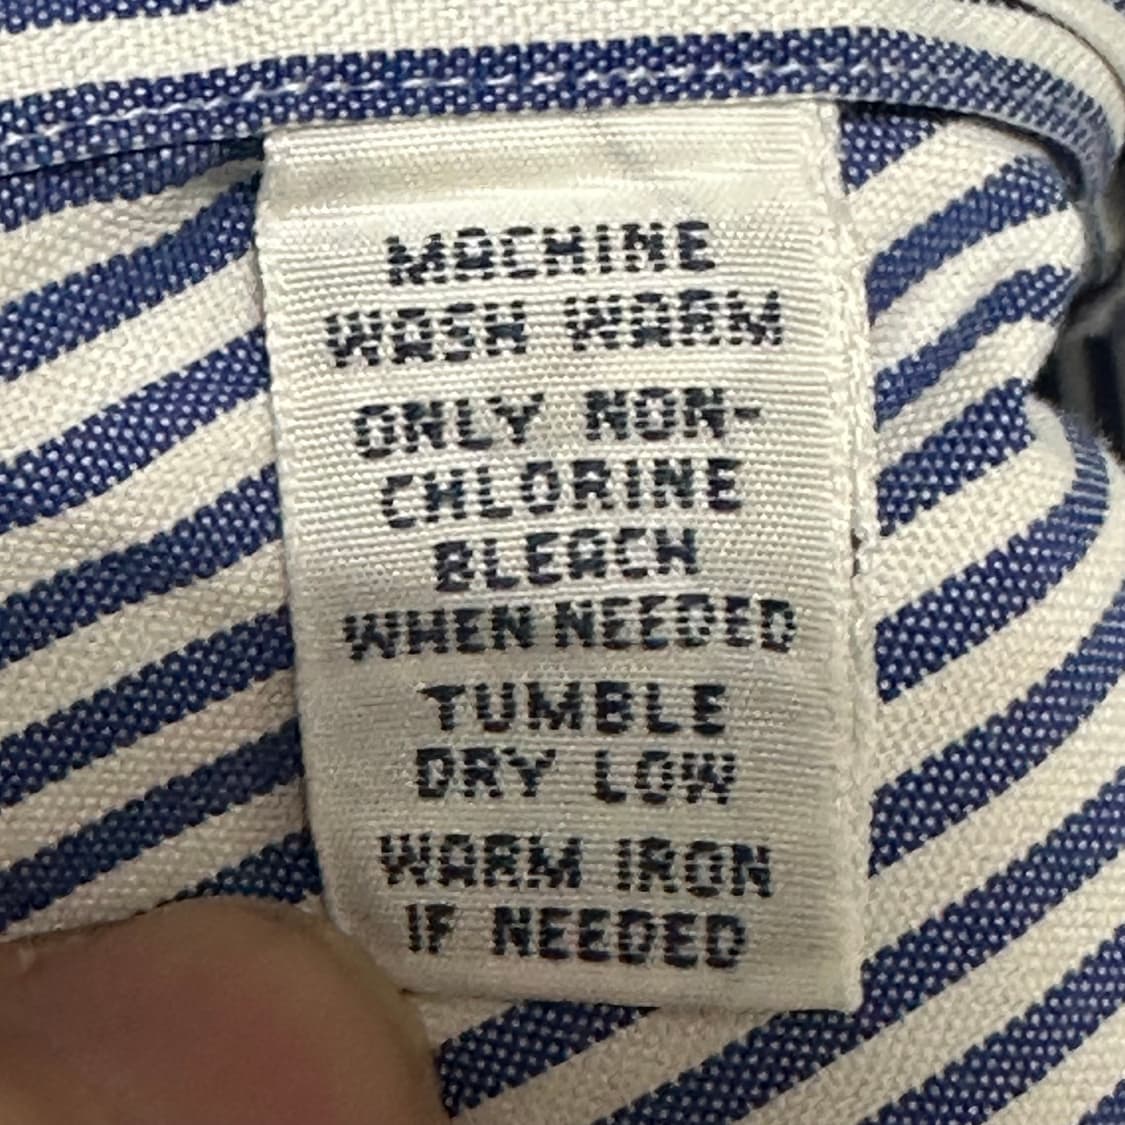 MACHINE
WASH WARM
ONLY NON-
CHLORINE
BLEACH
WHEN NEEDED
TUMBLE
DRY LOW
WARM IRON
IF NEEDED